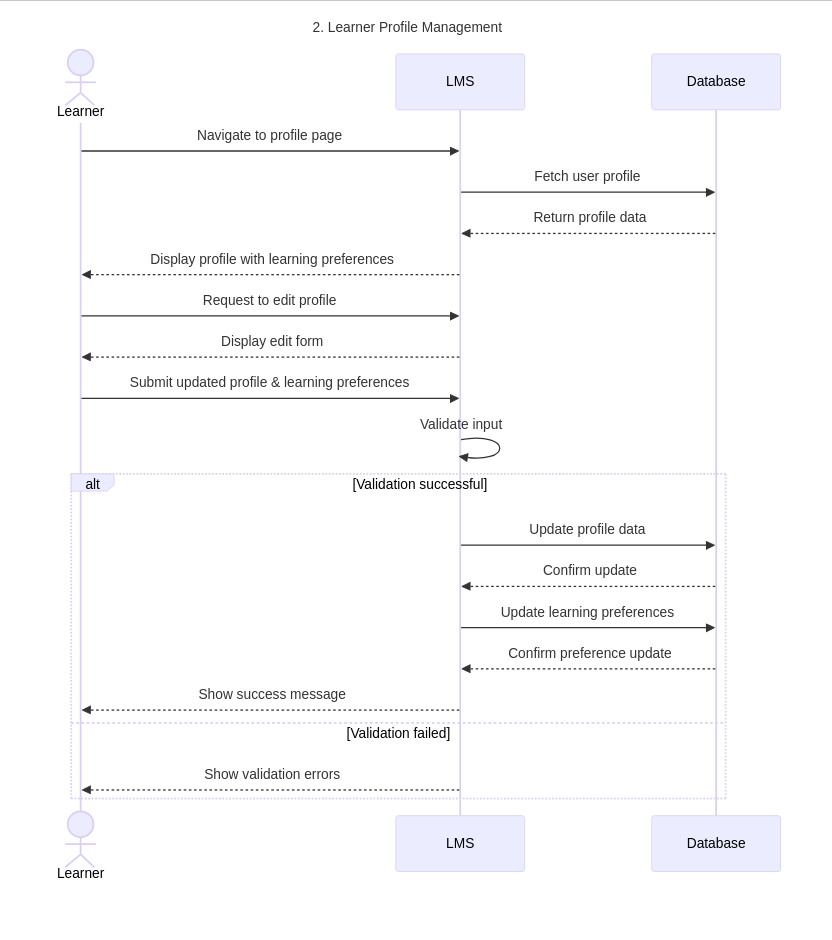 2. Learner Profile Management
Learner
LMS
Database
Navigate to profile page
Fetch user profile
Return profile data
Display profile with learning preferences
Request to edit profile
Display edit form
Submit updated profile & learning preferences
Validate input
alt
[Validation successful]
Update profile data
Confirm update
Update learning preferences
Confirm preference update
Show success message
[Validation failed]
Show validation errors
Learner
LMS
Database